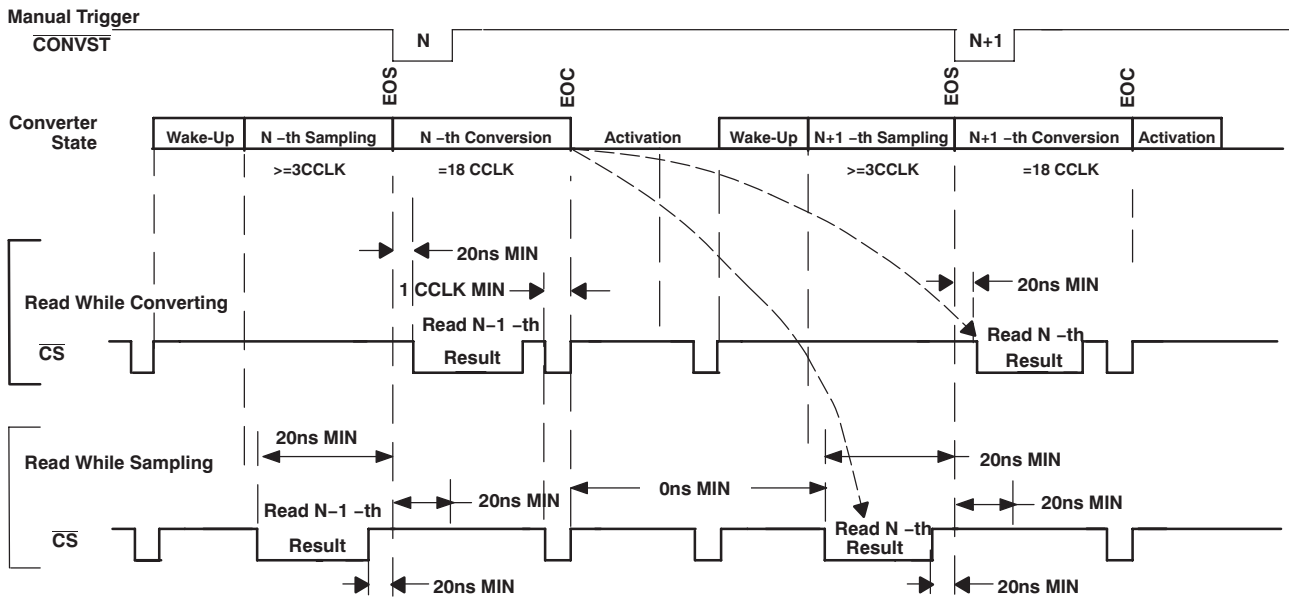 Manual Trigger
CONVST N N+1
EOS EOC EOS EOC
Converter State
Wake-Up N −th Sampling N −th Conversion Activation Wake-Up N+1 −th Sampling N+1 −th Conversion Activation
>=3CCLK =18 CCLK >=3CCLK =18 CCLK
20ns MIN
20ns MIN
1 CCLK MIN
Read While Converting
Read N−1 −th
Result
Read N −th
Result
CS
20ns MIN
Read While Sampling
20ns MIN
0ns MIN
20ns MIN
20ns MIN
Read N−1 −th
Result
Read N −th
Result
CS
20ns MIN
20ns MIN